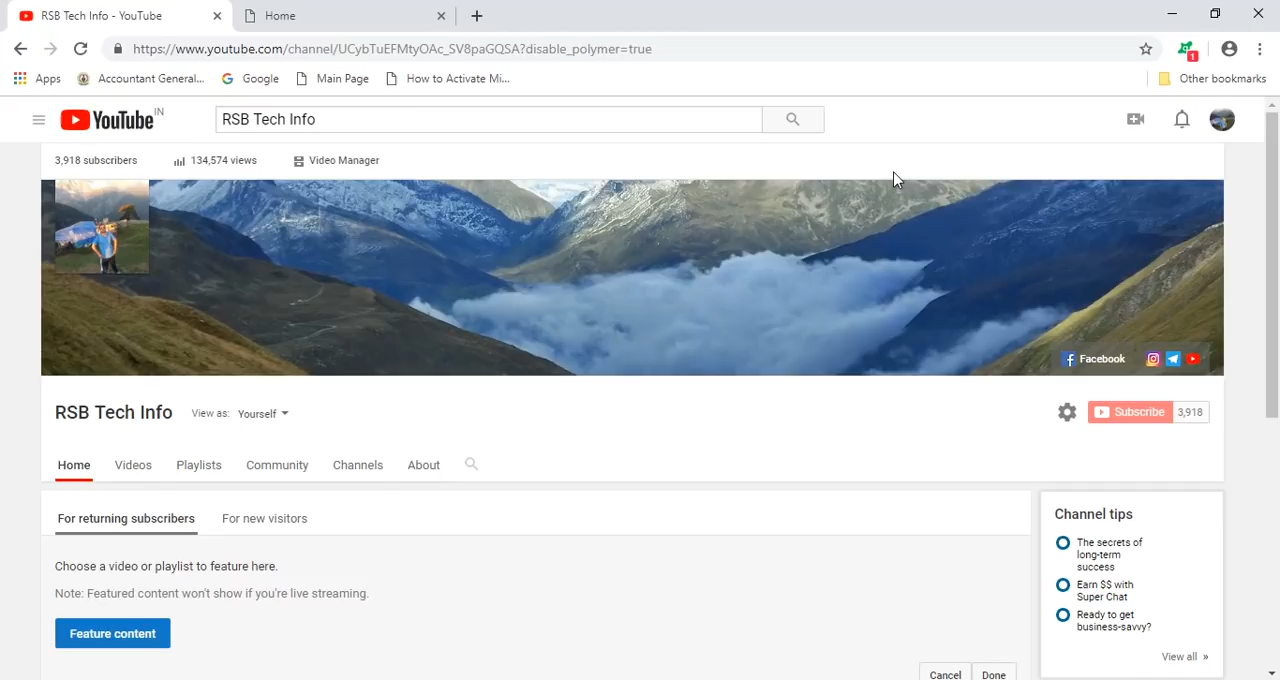 RSB Tech Info - YouTube
Home
https://www.youtube.com/channel/UCybTuEFMtyOAc_SV8paGQSA?disable_polymer=true
1
Apps
Accountant General...
Google
Main Page
How to Activate Mi...
Other bookmarks
YouTube IN
RSB Tech Info
3,918 subscribers
134,574 views
Video Manager
Facebook
RSB Tech Info
View as: Yourself
Subscribe 3,918
Home
Videos
Playlists
Community
Channels
About
For returning subscribers
For new visitors
Choose a video or playlist to feature here.
Note: Featured content won't show if you're live streaming.
Feature content
Cancel
Done
Channel tips
The secrets of
long-term
success
Earn $$ with
Super Chat
Ready to get
business-savvy?
View all »